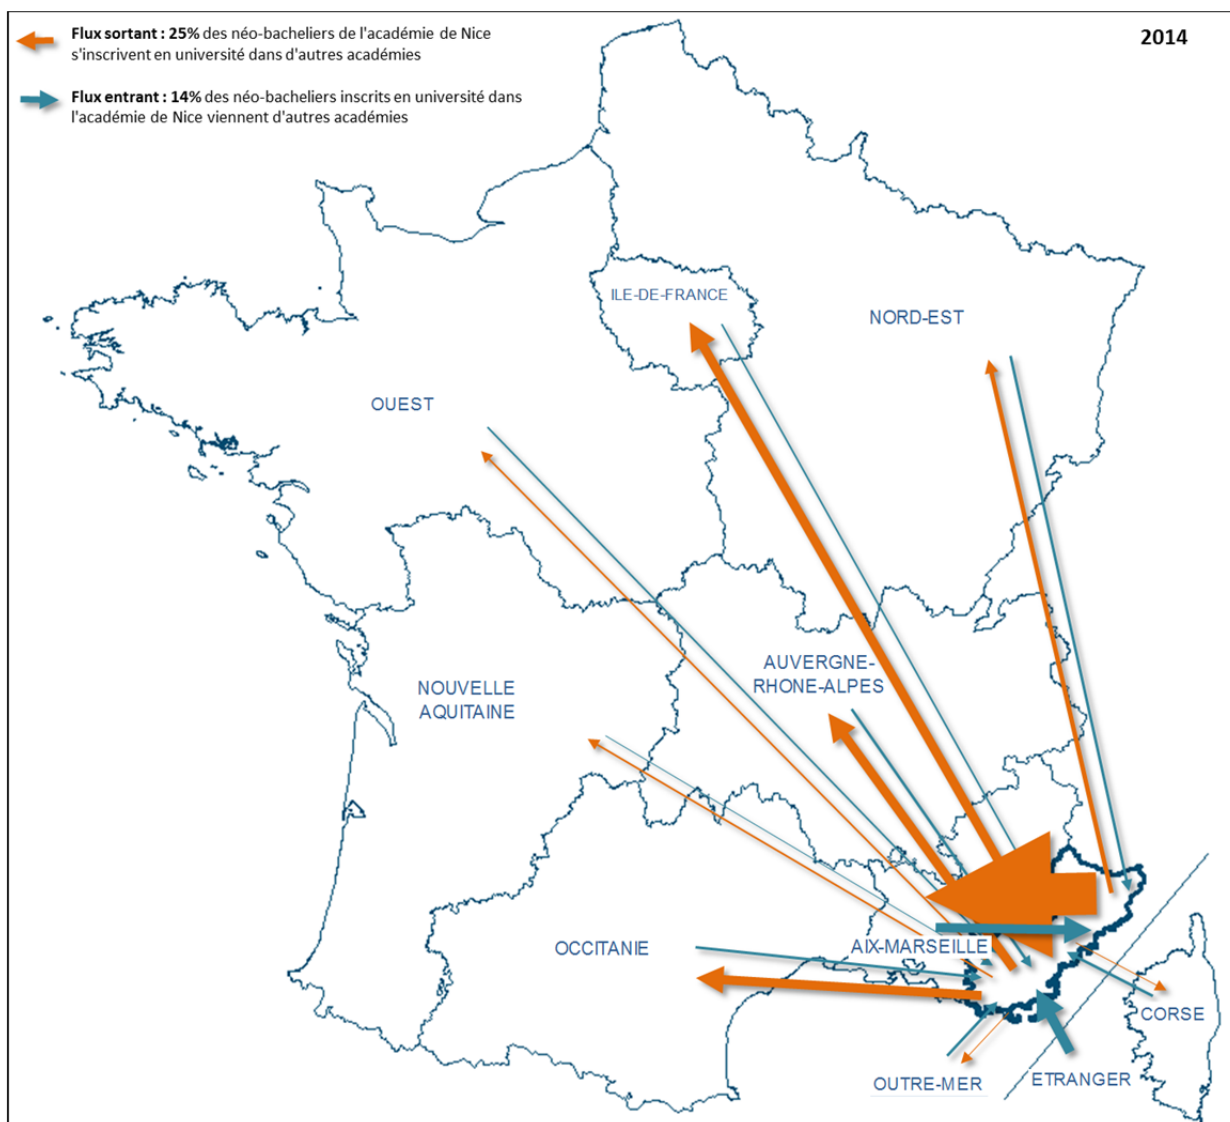 Flux sortant : 25% des néo-bacheliers de l'académie de Nice
s'inscrivent en université dans d'autres académies
2014
Flux entrant : 14% des néo-bacheliers inscrits en université dans
l'académie de Nice viennent d'autres académies
ILE-DE-FRANCE
NORD-EST
OUEST
AUVERGNE-
RHONE-ALPES
NOUVELLE
AQUITAINE
OCCITANIE
AIX-MARSEILLE
CORSE
OUTRE-MER
ETRANGER